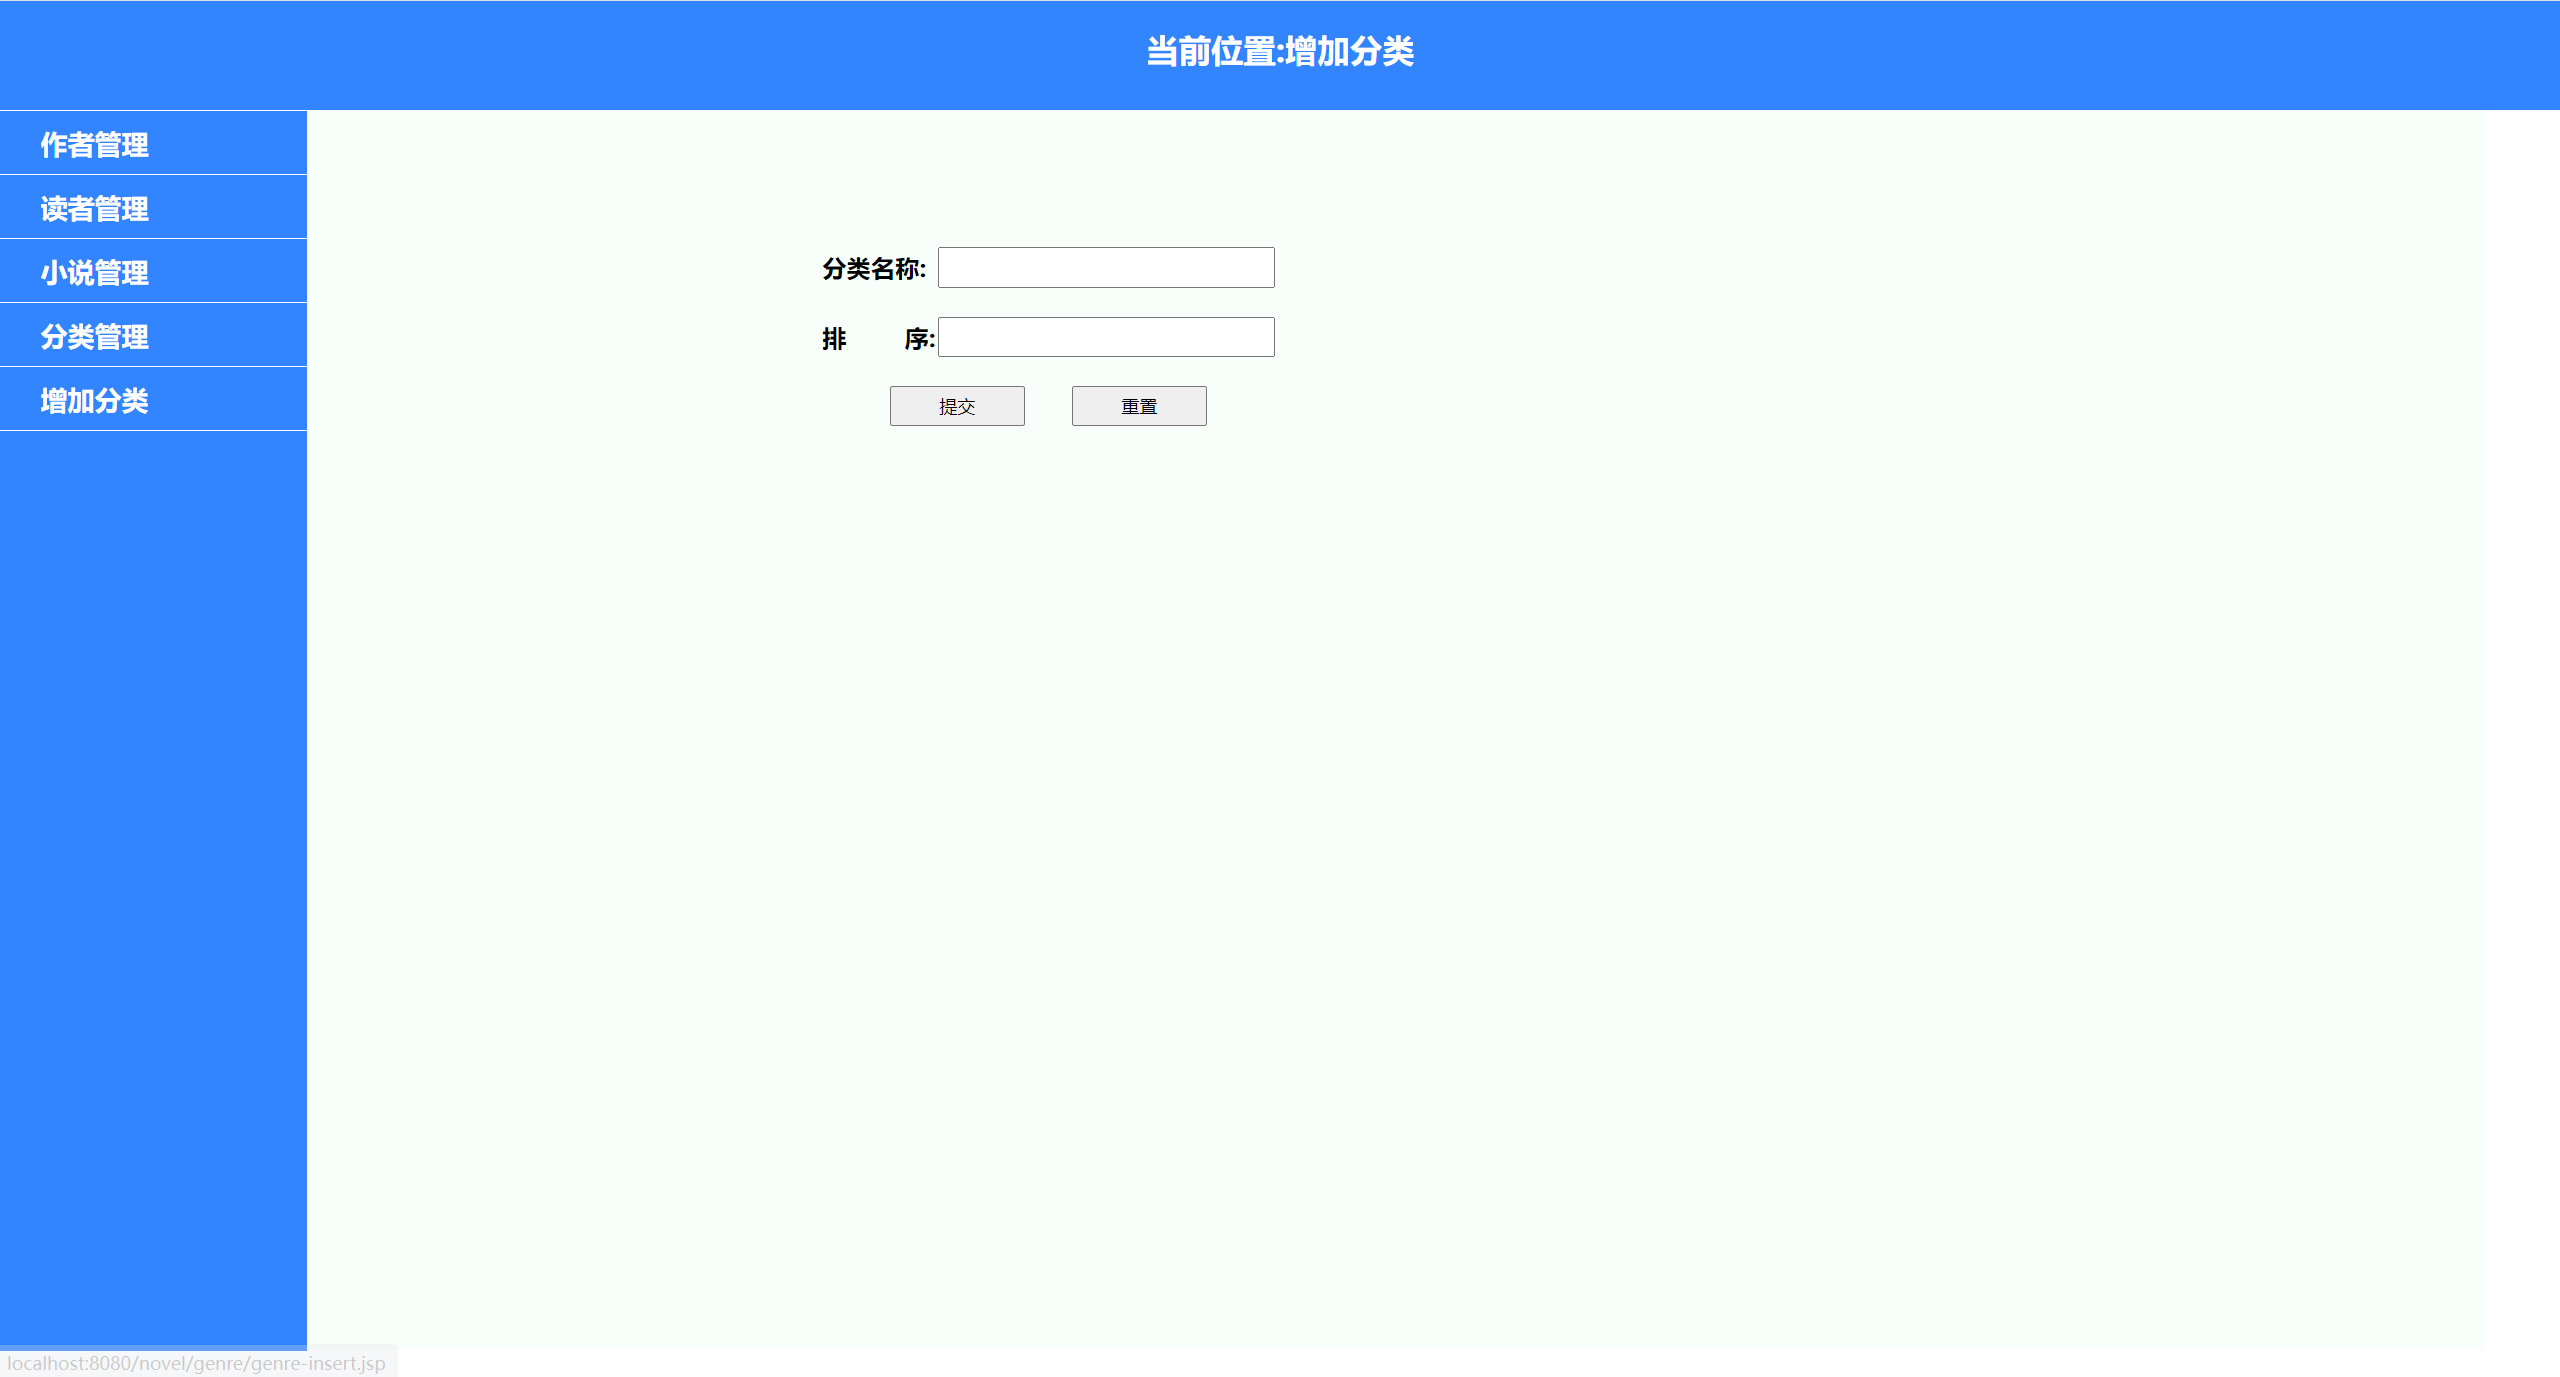 当前位置:增加分类
作者管理
读者管理
小说管理
分类管理
增加分类
分类名称:
排 序:
提交 重置
localhost:8080/novel/genre/genre-insert.jsp